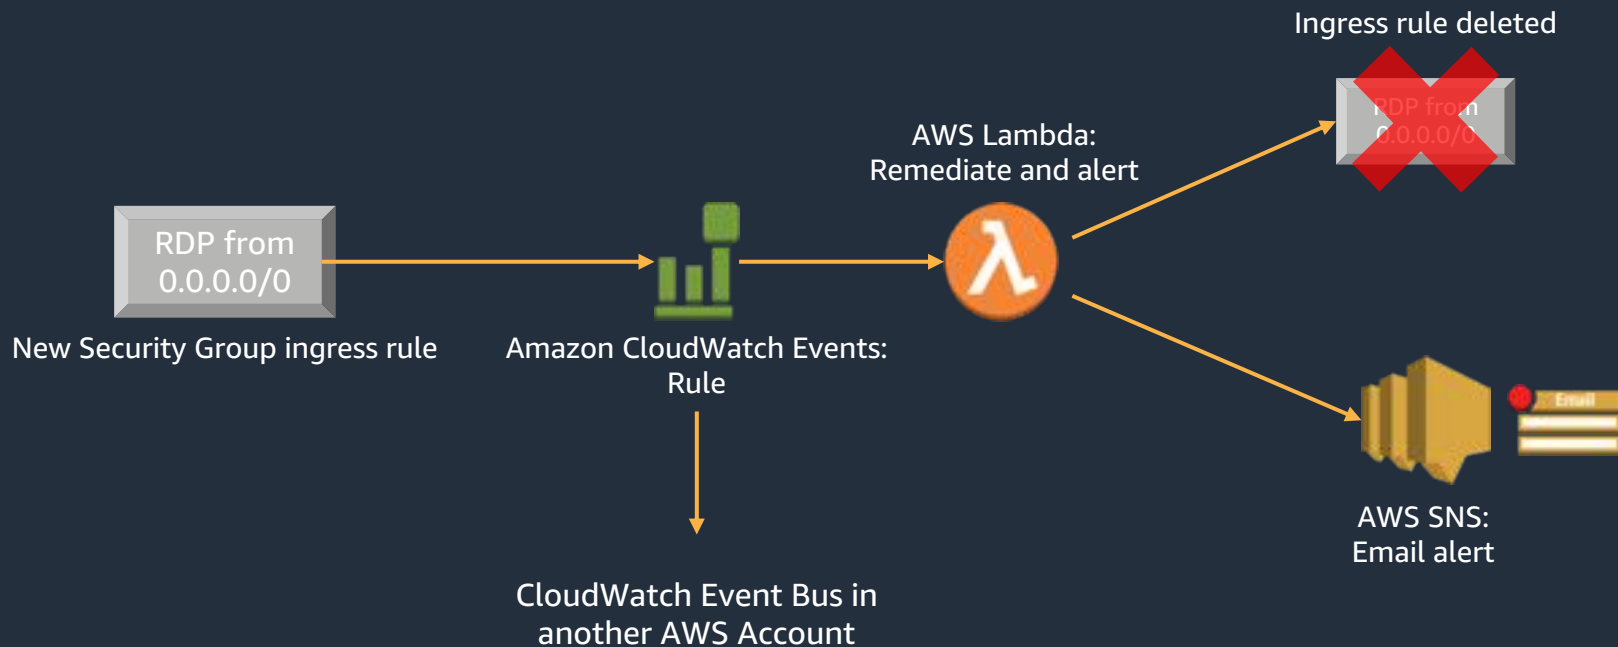 Ingress rule deleted
RDP from
0.0.0.0/0
AWS Lambda:
Remediate and alert
RDP from
0.0.0.0/0
New Security Group ingress rule
Amazon CloudWatch Events:
Rule
Email
AWS SNS:
Email alert
CloudWatch Event Bus in
another AWS Account